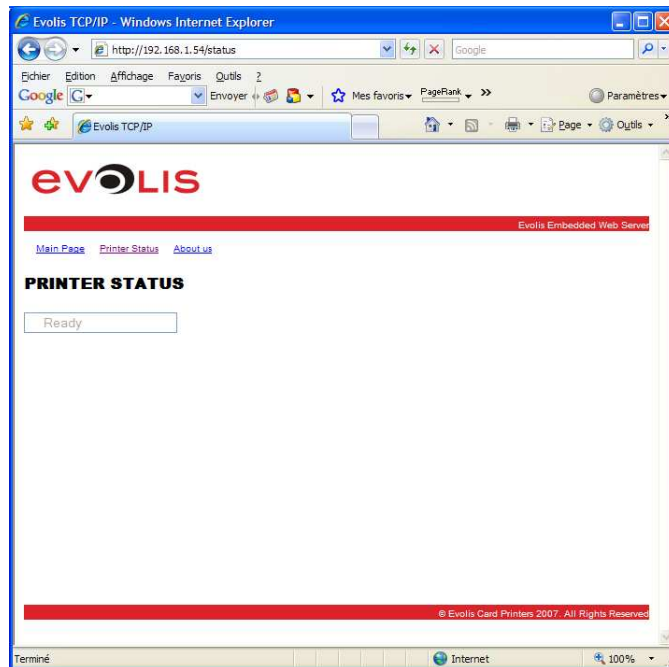 Evolis TCP/IP - Windows Internet Explorer
http://192.168.1.54/status
Google
Fichier Edition Affichage Favoris Outils ?
Google G Envoyer Mes favoris PageRank » Paramètres
Evolis TCP/IP Page Outils »
evolis
Evolis Embedded Web Server
Main Page Printer Status About us
PRINTER STATUS
Ready
© Evolis Card Printers 2007. All Rights Reserved
Terminé Internet 100%